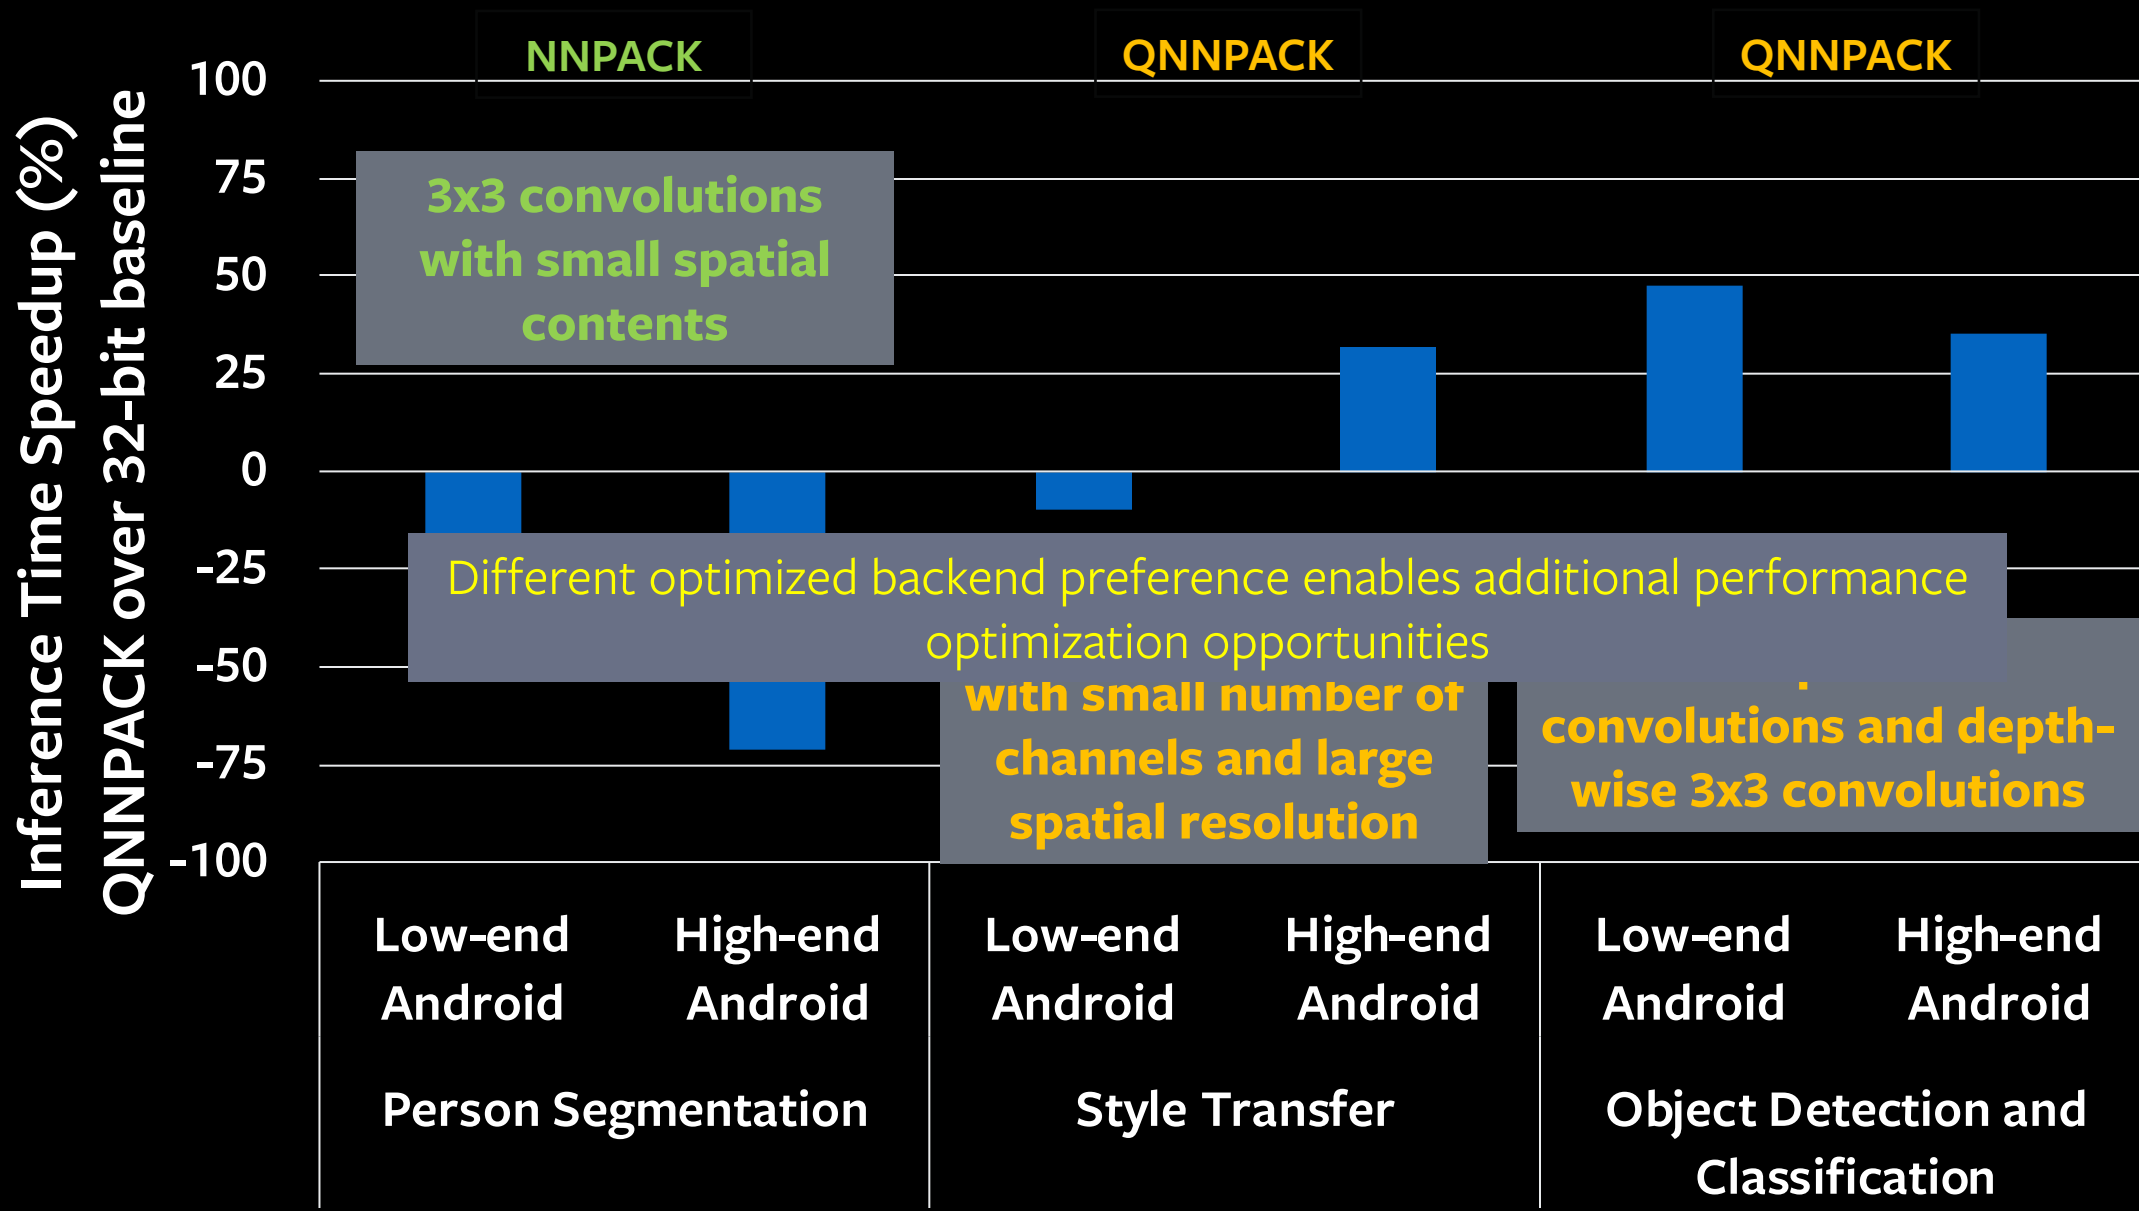 NNPACK
QNNPACK
QNNPACK
Inference Time Speedup (%)
QNNPACK over 32-bit baseline
100
75
50
25
0
-25
-50
-75
-100
3x3 convolutions
with small spatial
contents
Different optimized backend preference enables additional performance
optimization opportunities
with small number of
channels and large
spatial resolution
convolutions and depth-
wise 3x3 convolutions
Low-end
Android
High-end
Android
Low-end
Android
High-end
Android
Low-end
Android
High-end
Android
Person Segmentation
Style Transfer
Object Detection and
Classification